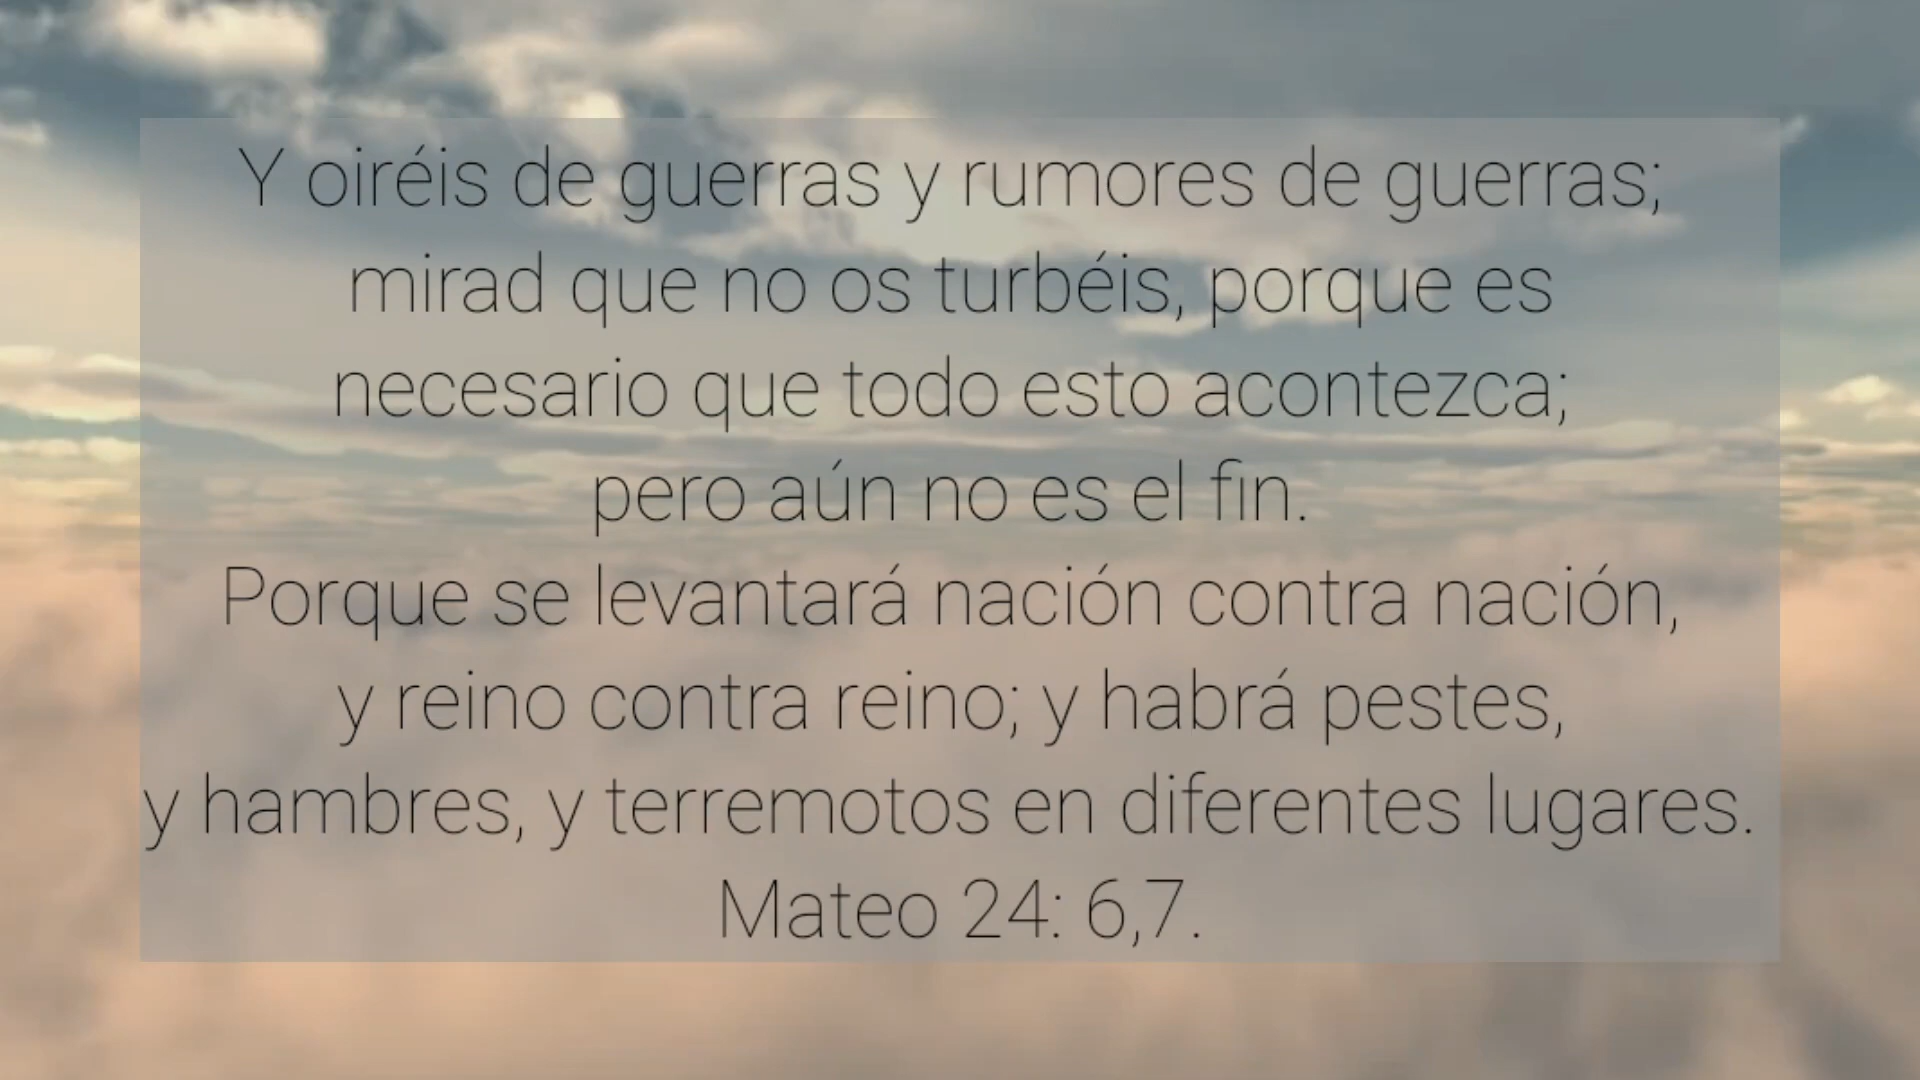 Y oiréis de guerras y rumores de guerras;
mirad que no os turbéis, porque es
necesario que todo esto acontezca;
pero aún no es el fin.
Porque se levantará nación contra nación,
y reino contra reino; y habrá pestes,
y hambres, y terremotos en diferentes lugares.
Mateo 24: 6,7.